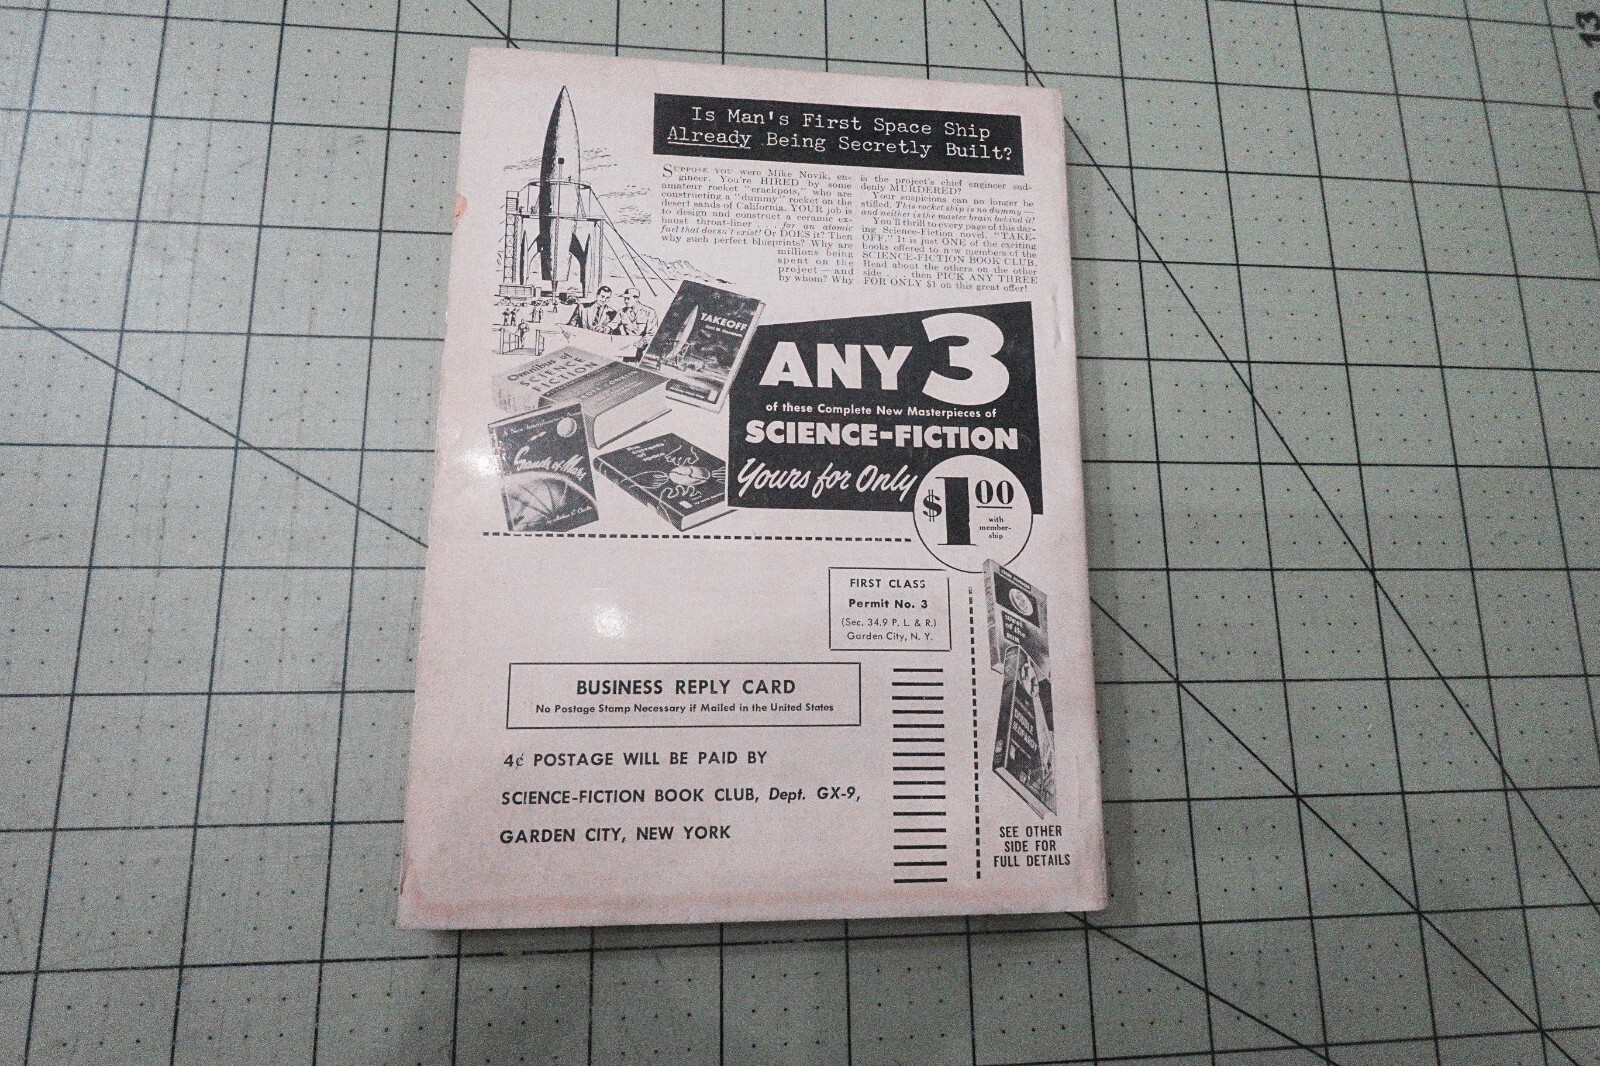 Is Man's First Space Ship
Already Being Secretly Built?
SUPPOSE YOU were Mike Novik, en-
gineer. You're HIRED by some
amateur rocket "crackpots," who are
constructing a "dummy" rocket on the
desert sands of California. YOUR job is
to design and construct a ceramic ex-
haust throat-liner . . . for an atomic
fuel that doesn't exist! Or DOES it? Then
why such perfect blueprints? Why are
millions being
spent on the
project — and
by whom? Why
is the project's chief engineer sud-
denly MURDERED?
Your suspicions can no longer be
stifled. This rocket ship is no dummy —
and neither is the master brain behind it!
You'll thrill to every page of this dar-
ing Science-Fiction novel, "TAKE-
OFF." It is just ONE of the exciting
books offered to new members of the
SCIENCE-FICTION BOOK CLUB.
Read about the others on the other
side . . . then PICK ANY THREE
FOR ONLY $1 on this great offer!
TAKEOFF
Omnibus of
SCIENCE
FICTION
Sands of Mars
ANY 3
of these Complete New Masterpieces of
SCIENCE-FICTION
Yours for Only
$1 00
with
member-
ship
FIRST CLASS
Permit No. 3
(Sec. 34.9 P. L. & R.)
Garden City, N. Y.
BUSINESS REPLY CARD
No Postage Stamp Necessary if Mailed in the United States
4¢ POSTAGE WILL BE PAID BY
SCIENCE-FICTION BOOK CLUB, Dept. GX-9,
GARDEN CITY, NEW YORK
west
of the
sun
DOUBLE
JEOPARDY
SEE OTHER
SIDE FOR
FULL DETAILS
13